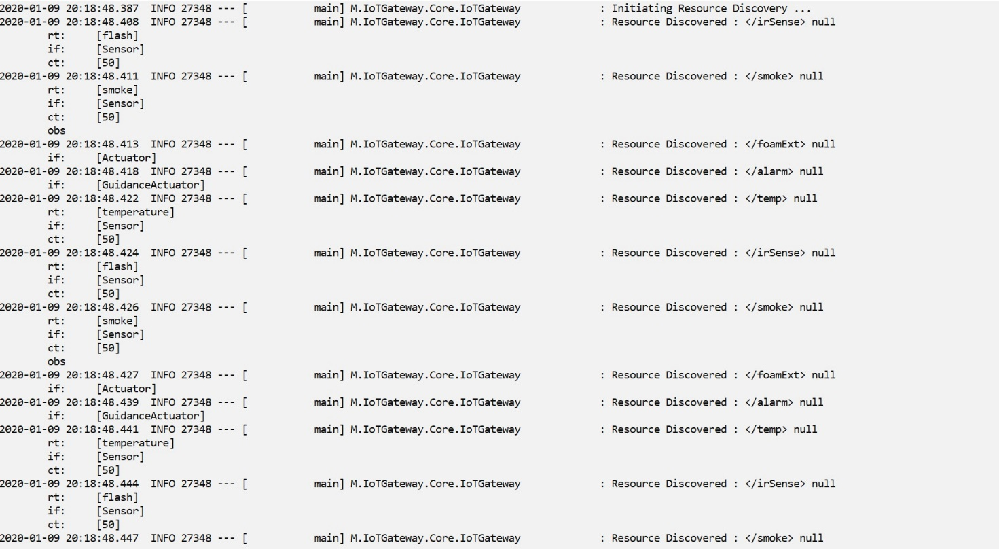 2020-01-09 20:18:48.387  INFO 27348 --- [           main] M.IoTGateway.Core.IoTGateway             : Initiating Resource Discovery ...
2020-01-09 20:18:48.408  INFO 27348 --- [           main] M.IoTGateway.Core.IoTGateway             : Resource Discovered : </irSense> null
        rt:     [flash]
        if:     [Sensor]
        ct:     [50]
2020-01-09 20:18:48.411  INFO 27348 --- [           main] M.IoTGateway.Core.IoTGateway             : Resource Discovered : </smoke> null
        rt:     [smoke]
        if:     [Sensor]
        ct:     [50]
        obs
2020-01-09 20:18:48.413  INFO 27348 --- [           main] M.IoTGateway.Core.IoTGateway             : Resource Discovered : </foamExt> null
        if:     [Actuator]
2020-01-09 20:18:48.418  INFO 27348 --- [           main] M.IoTGateway.Core.IoTGateway             : Resource Discovered : </alarm> null
        if:     [GuidanceActuator]
2020-01-09 20:18:48.422  INFO 27348 --- [           main] M.IoTGateway.Core.IoTGateway             : Resource Discovered : </temp> null
        rt:     [temperature]
        if:     [Sensor]
        ct:     [50]
2020-01-09 20:18:48.424  INFO 27348 --- [           main] M.IoTGateway.Core.IoTGateway             : Resource Discovered : </irSense> null
        rt:     [flash]
        if:     [Sensor]
        ct:     [50]
2020-01-09 20:18:48.426  INFO 27348 --- [           main] M.IoTGateway.Core.IoTGateway             : Resource Discovered : </smoke> null
        rt:     [smoke]
        if:     [Sensor]
        ct:     [50]
        obs
2020-01-09 20:18:48.427  INFO 27348 --- [           main] M.IoTGateway.Core.IoTGateway             : Resource Discovered : </foamExt> null
        if:     [Actuator]
2020-01-09 20:18:48.439  INFO 27348 --- [           main] M.IoTGateway.Core.IoTGateway             : Resource Discovered : </alarm> null
        if:     [GuidanceActuator]
2020-01-09 20:18:48.441  INFO 27348 --- [           main] M.IoTGateway.Core.IoTGateway             : Resource Discovered : </temp> null
        rt:     [temperature]
        if:     [Sensor]
        ct:     [50]
2020-01-09 20:18:48.444  INFO 27348 --- [           main] M.IoTGateway.Core.IoTGateway             : Resource Discovered : </irSense> null
        rt:     [flash]
        if:     [Sensor]
        ct:     [50]
2020-01-09 20:18:48.447  INFO 27348 --- [           main] M.IoTGateway.Core.IoTGateway             : Resource Discovered : </smoke> null